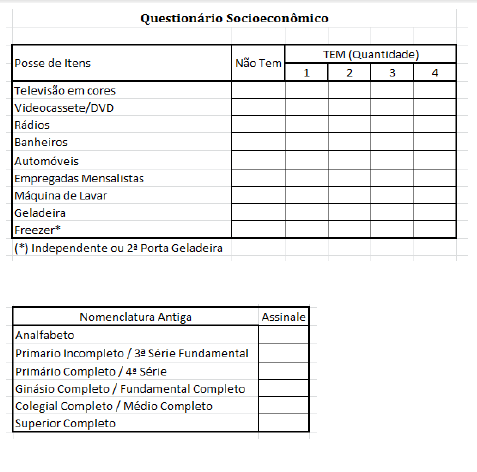 Questionário Socioeconômico
Posse de Itens Não Tem TEM (Quantidade)
1 2 3 4
Televisão em cores
Videocassete/DVD
Rádios
Banheiros
Automóveis
Empregadas Mensalistas
Máquina de Lavar
Geladeira
Freezer*
(*) Independente ou 2ª Porta Geladeira
Nomenclatura Antiga Assinale
Analfabeto
Primario Incompleto / 3ª Série Fundamental
Primário Completo / 4ª Série
Ginásio Completo / Fundamental Completo
Colegial Completo / Médio Completo
Superior Completo